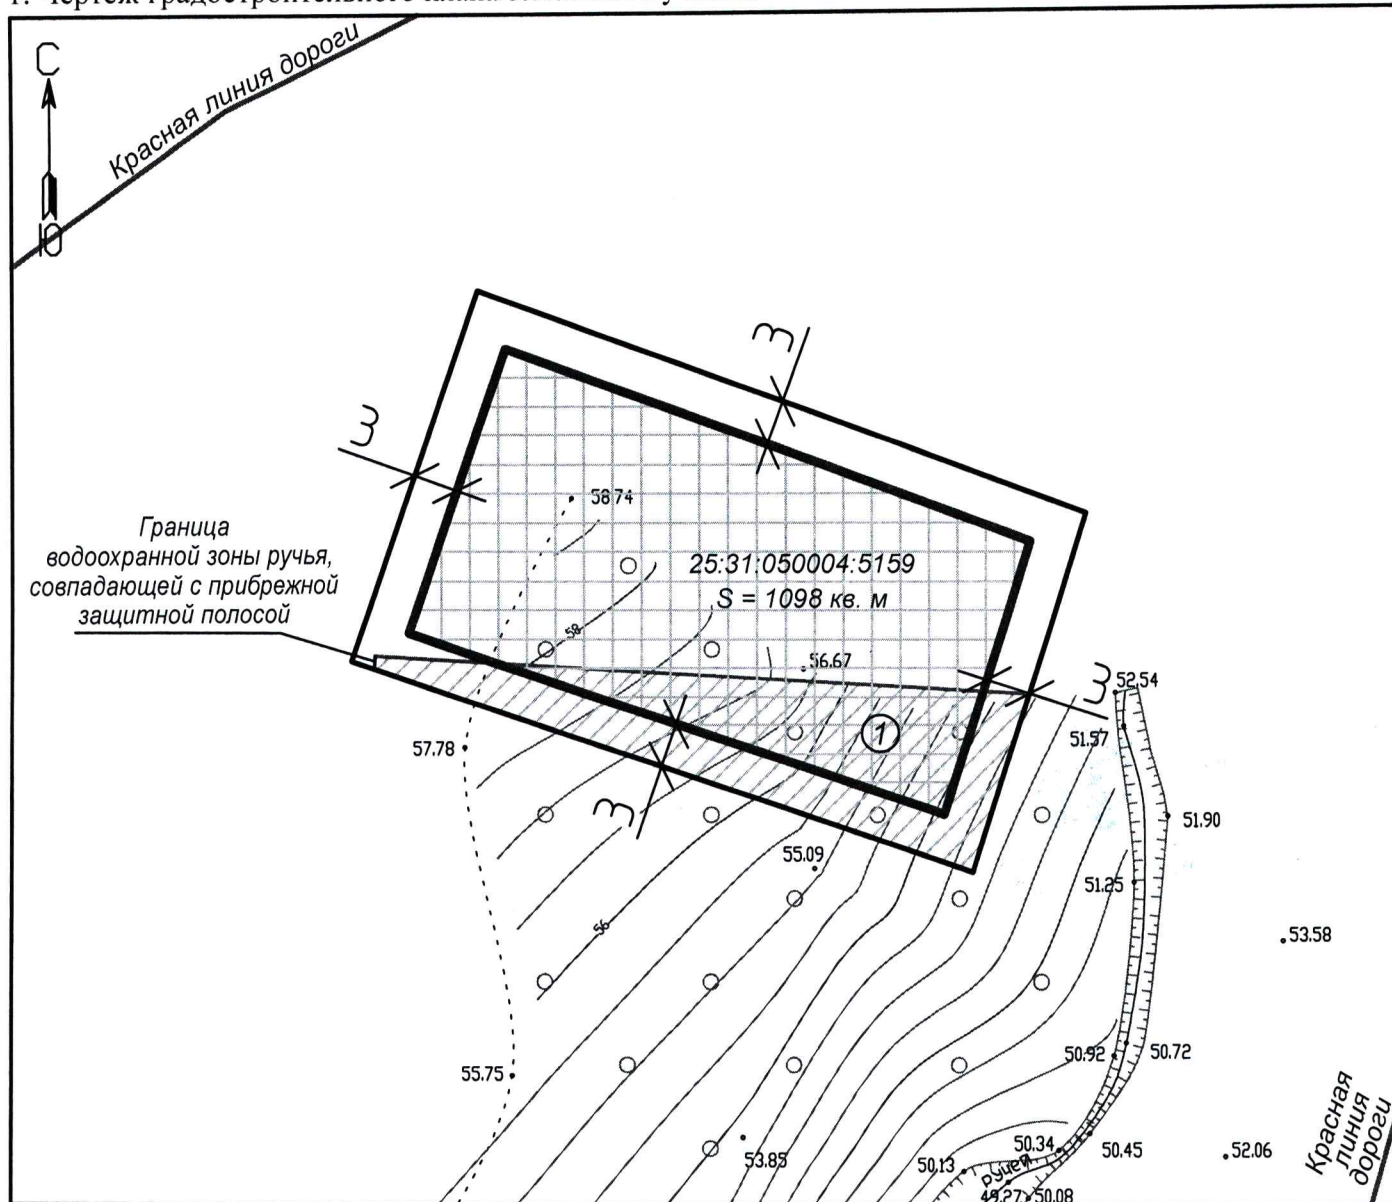 С
Ю
Красная линия дороги
3
3
Граница
водоохранной зоны ручья,
совпадающей с прибрежной
защитной полосой
58.74
25:31:050004:5159
S = 1098 кв. м
58
56.67
3
52.54
1
51.57
57.78
3
51.90
55.09
51.25
56
53.58
50.92
50.72
55.75
Красная
линия
дороги
53.85
50.34
50.45
52.06
50.13
ручей
49.27
50.08